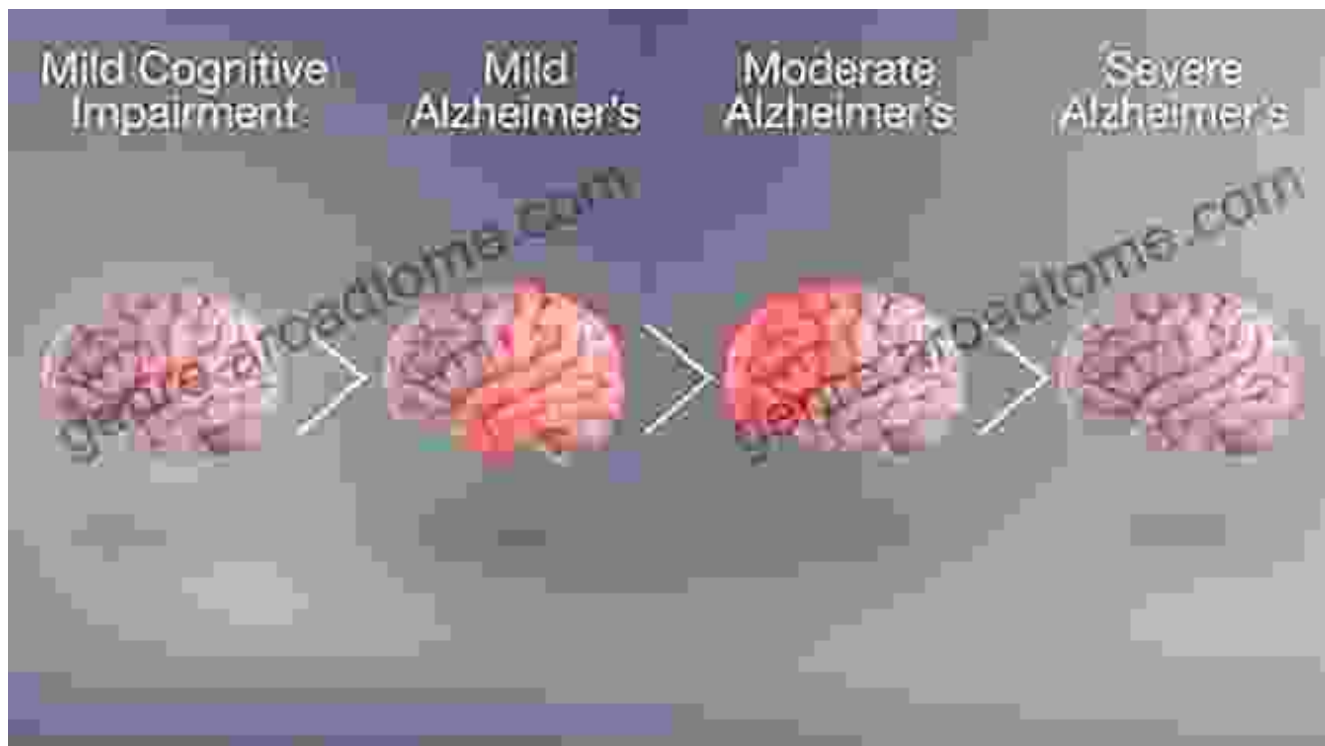 Mild Cognitive
Impairment
Mild
Alzheimer's
Moderate
Alzheimer's
Severe
Alzheimer's